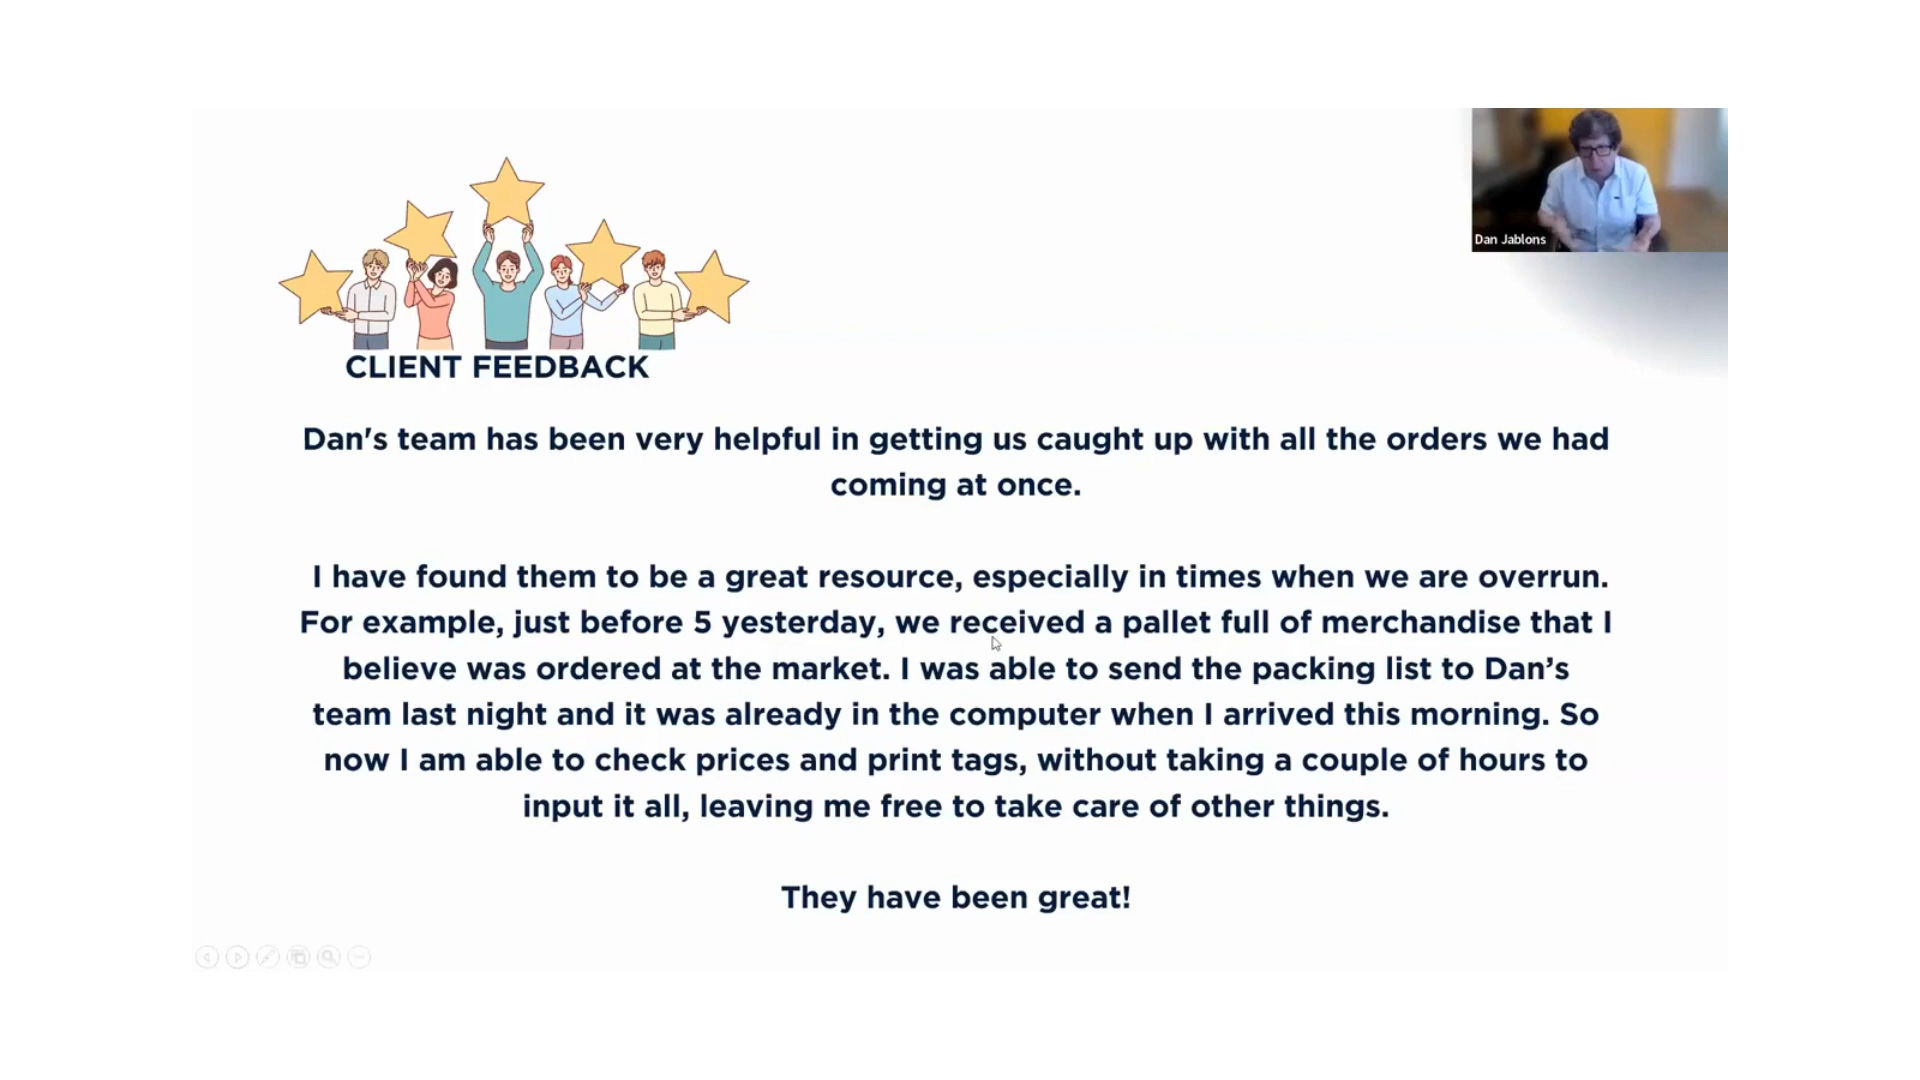 Dan Jablons
CLIENT FEEDBACK
Dan's team has been very helpful in getting us caught up with all the orders we had
coming at once.
I have found them to be a great resource, especially in times when we are overrun.
For example, just before 5 yesterday, we received a pallet full of merchandise that I
believe was ordered at the market. I was able to send the packing list to Dan’s
team last night and it was already in the computer when I arrived this morning. So
now I am able to check prices and print tags, without taking a couple of hours to
input it all, leaving me free to take care of other things.
They have been great!